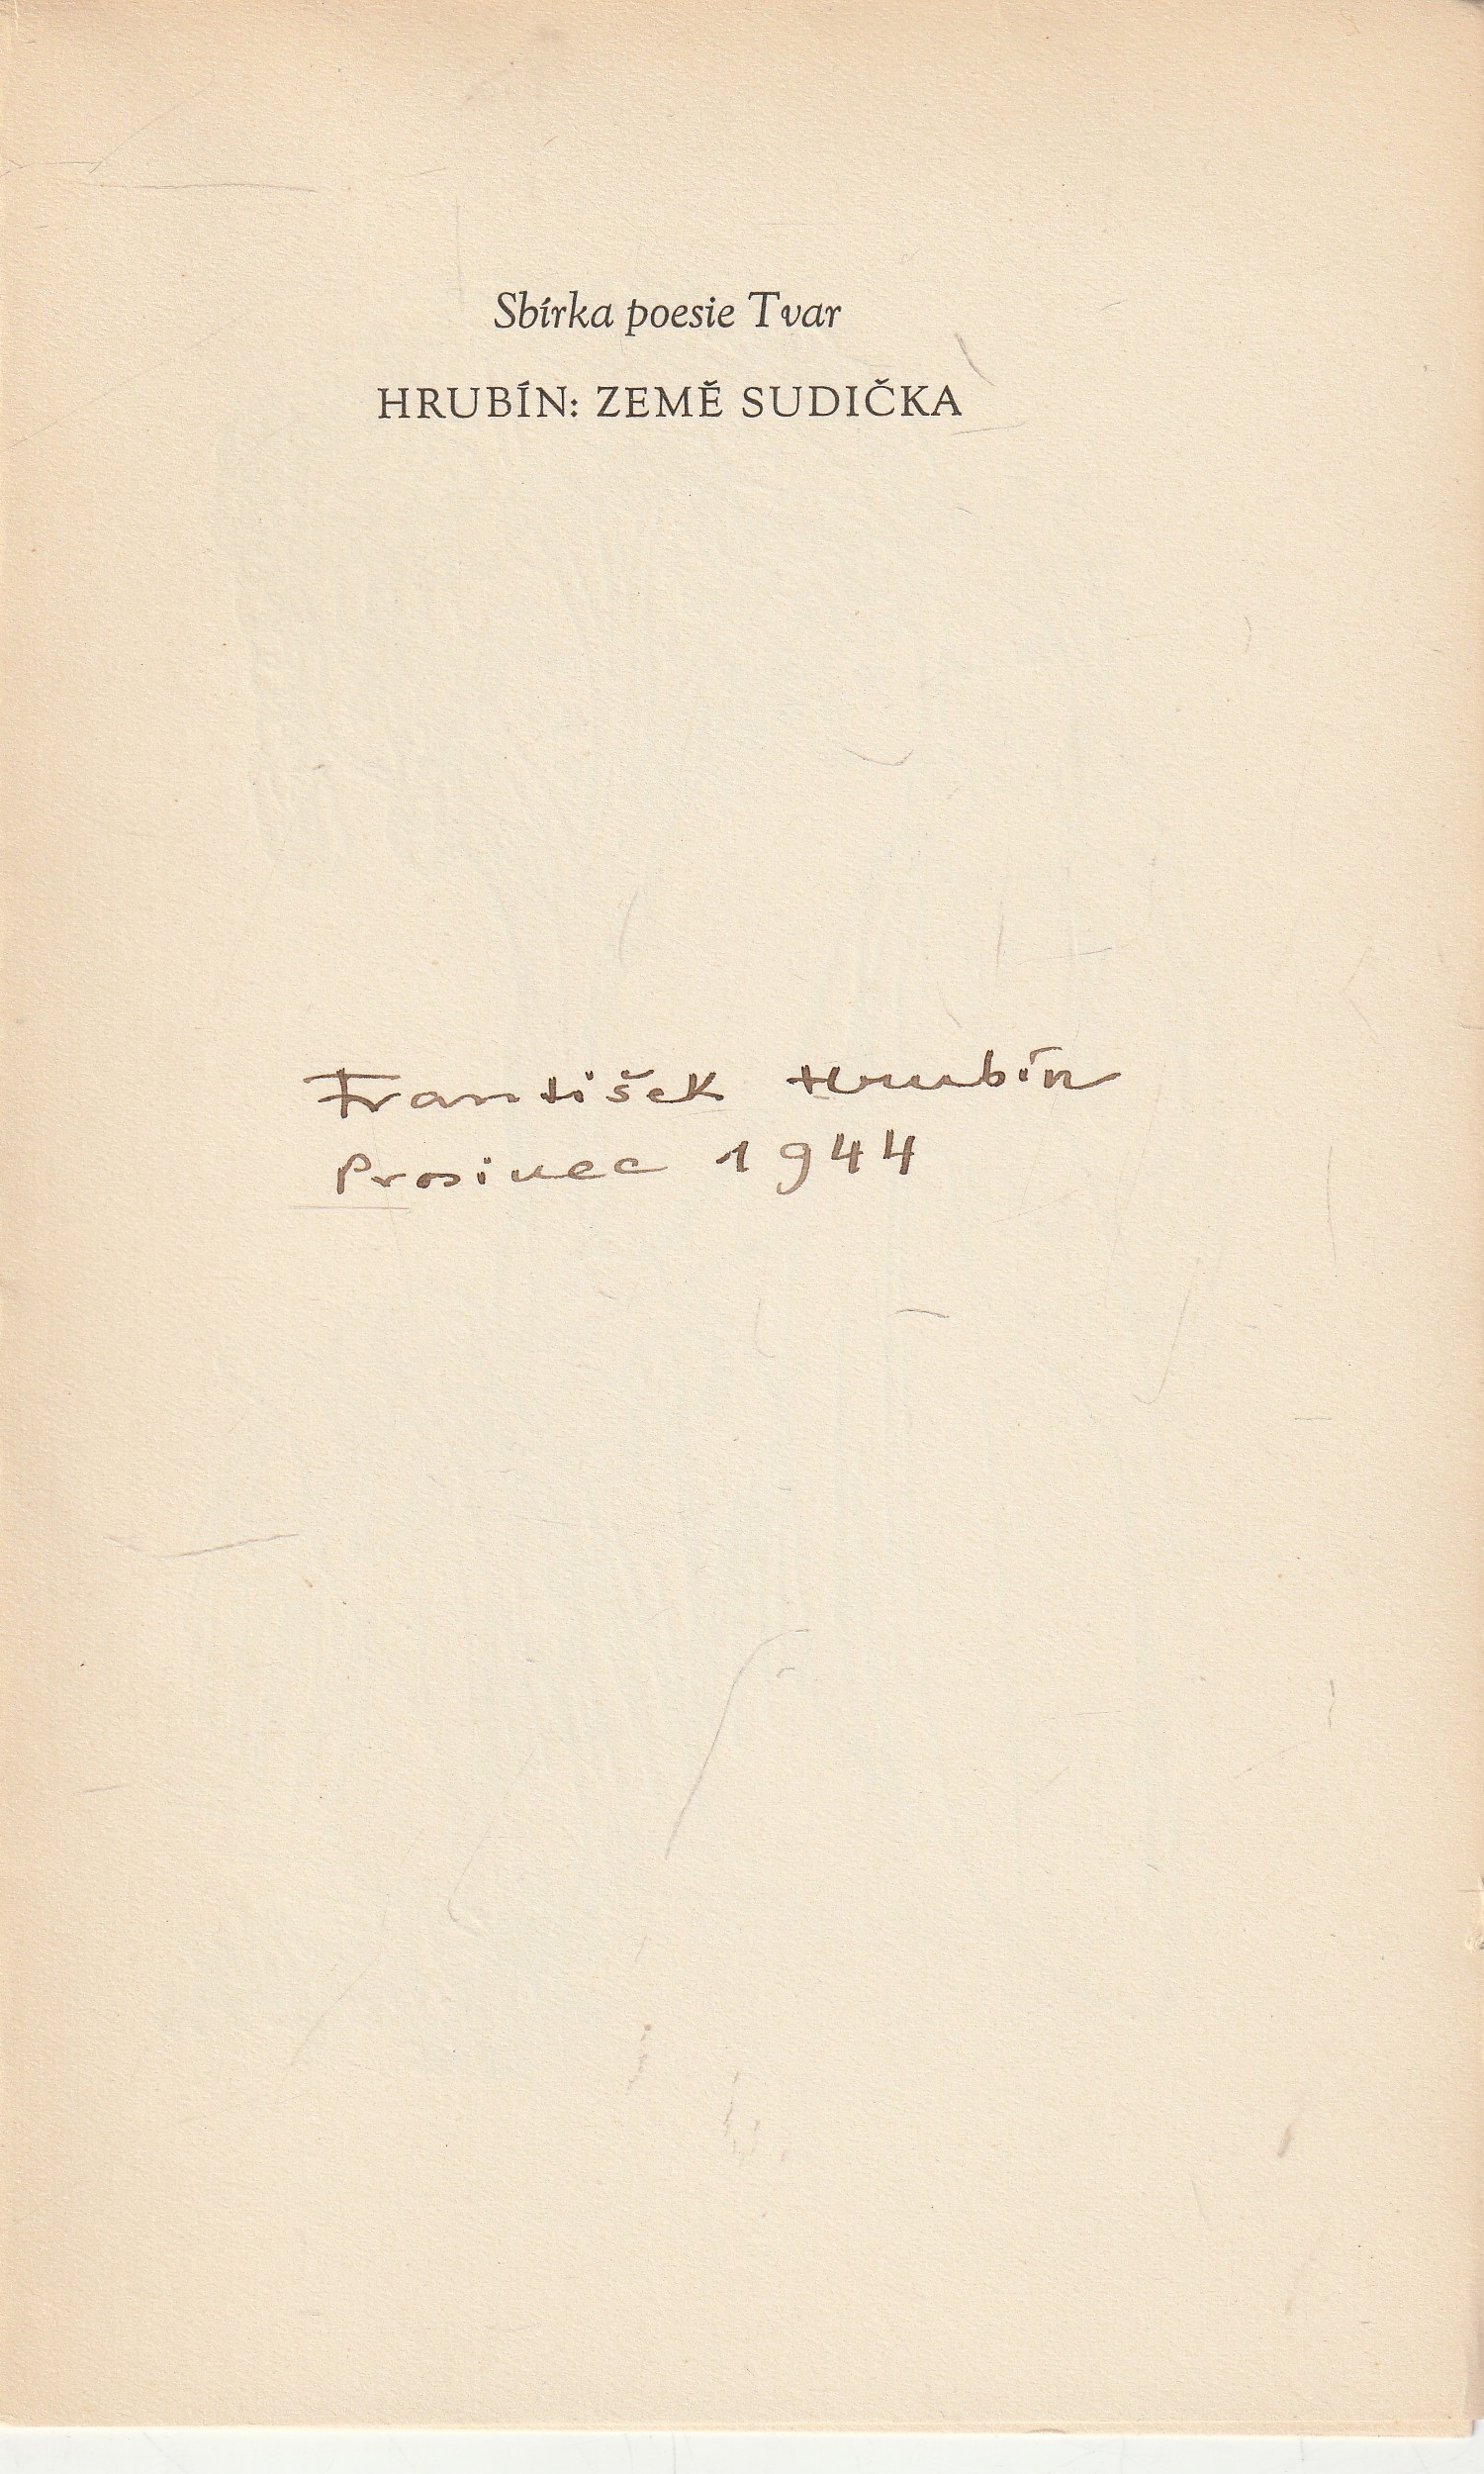 Sbírka poesie Tvar
HRUBÍN: ZEMĚ SUDIČKA
František Hrubín
Prosinec 1944